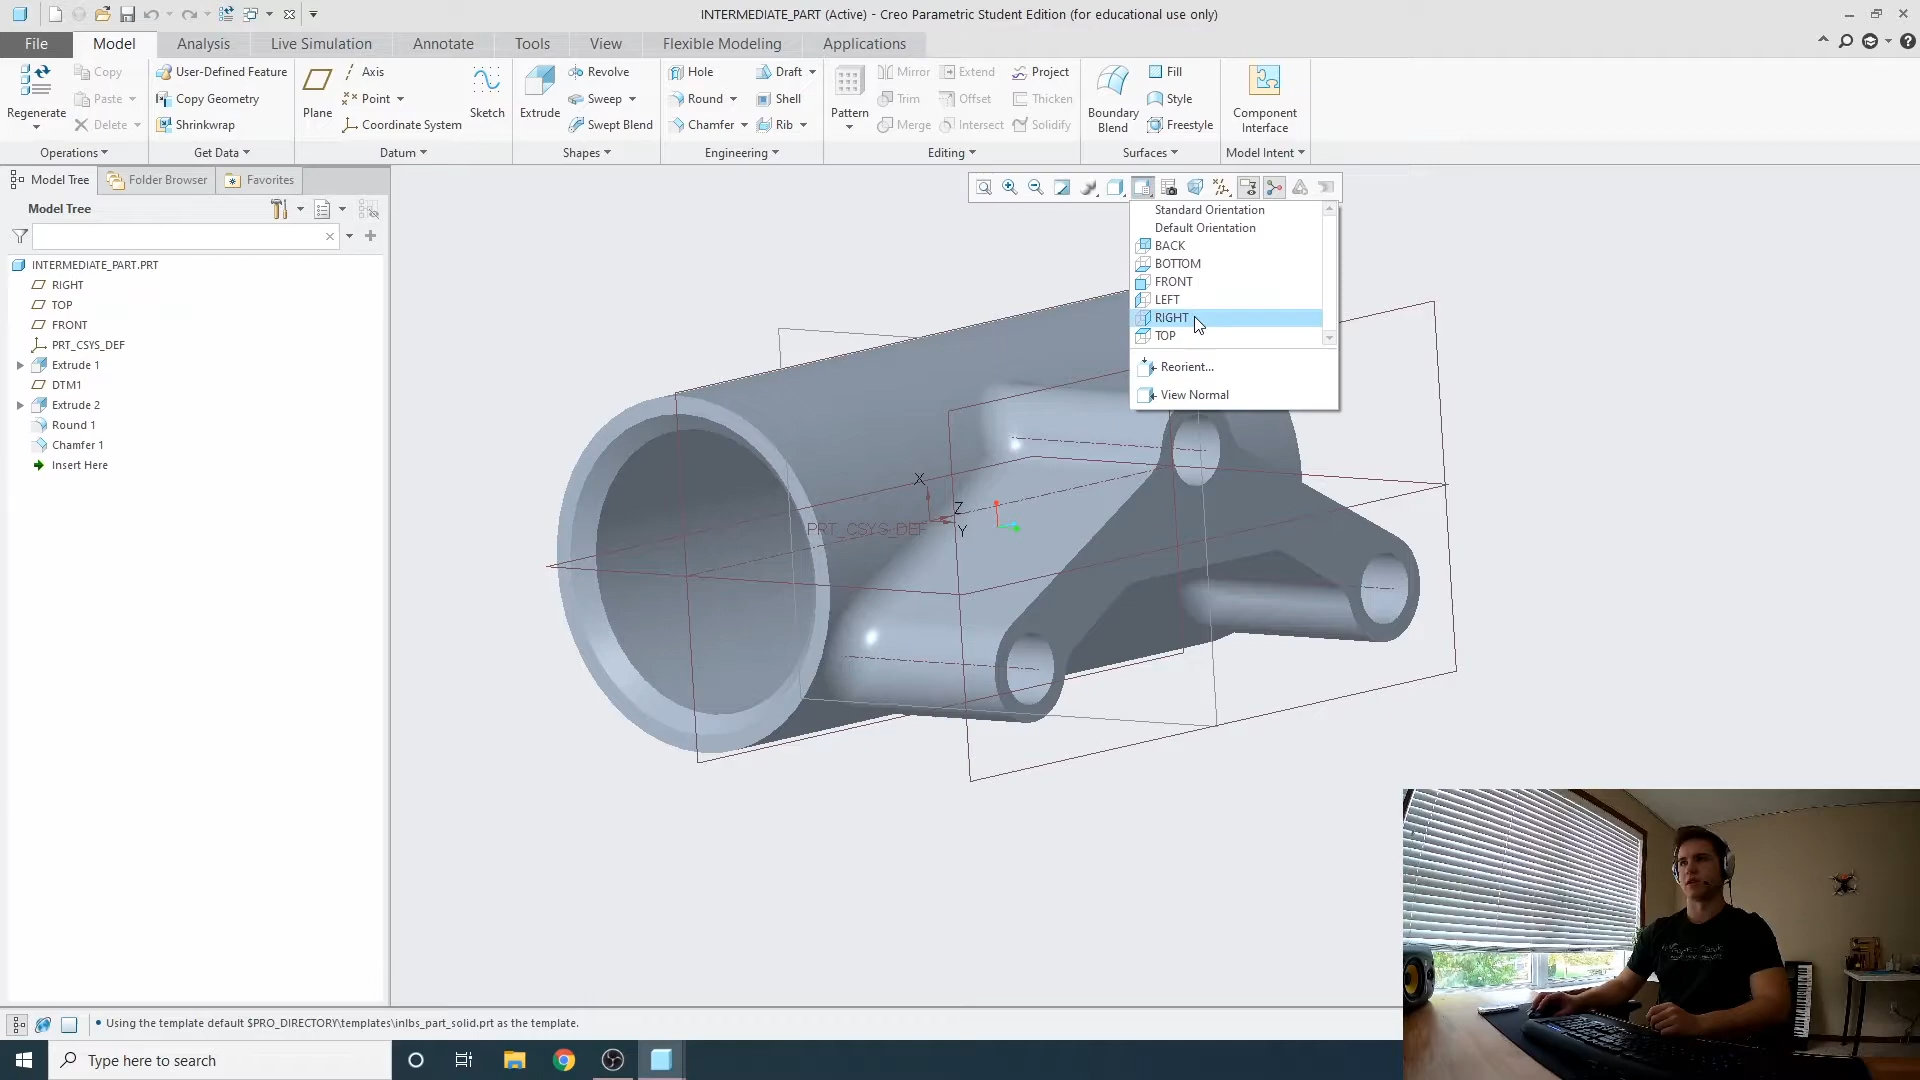 INTERMEDIATE_PART (Active) - Creo Parametric Student Edition (for educational use only)
File
Model
Analysis
Live Simulation
Annotate
Tools
View
Flexible Modeling
Applications
Regenerate
Copy
Paste
Delete
Operations
User-Defined Feature
Copy Geometry
Shrinkwrap
Get Data
Plane
Axis
Point
Coordinate System
Sketch
Datum
Extrude
Revolve
Sweep
Swept Blend
Shapes
Hole
Round
Chamfer
Draft
Shell
Rib
Engineering
Pattern
Mirror
Trim
Merge
Extend
Offset
Intersect
Project
Thicken
Solidify
Editing
Boundary
Blend
Fill
Style
Freestyle
Surfaces
Component
Interface
Model Intent
Model Tree
Folder Browser
Favorites
Model Tree
INTERMEDIATE_PART.PRT
RIGHT
TOP
FRONT
PRT_CSYS_DEF
Extrude 1
DTM1
Extrude 2
Round 1
Chamfer 1
Insert Here
Standard Orientation
Default Orientation
BACK
BOTTOM
FRONT
LEFT
RIGHT
TOP
Reorient...
View Normal
X
Z
PRT_CSYS_DEF
Y
• Using the template default $PRO_DIRECTORY\templates\inlbs_part_solid.prt as the template.
Type here to search